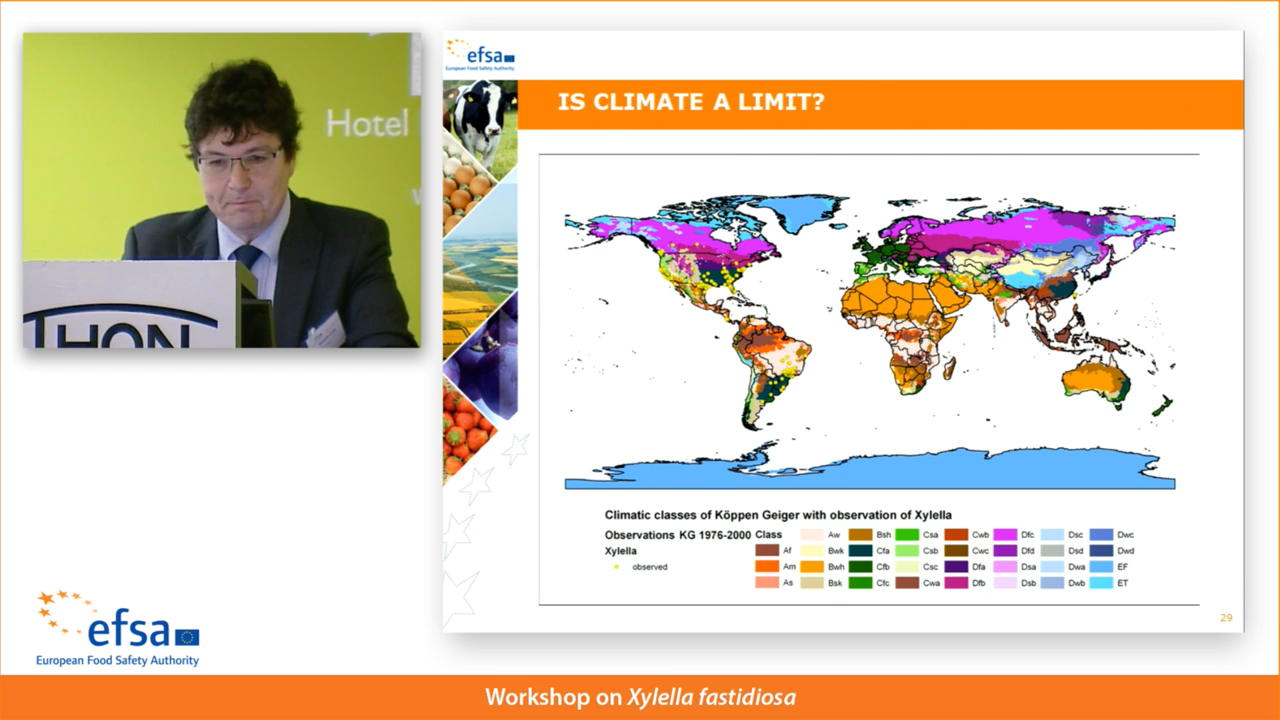 Hotel
THON
efsa
European Food Safety Authority
IS CLIMATE A LIMIT?
Climatic classes of Köppen Geiger with observation of Xylella
Observations KG 1976-2000 Class
Xylella
observed
Af
Am
As
Aw
Bwk
Bwh
Bsk
Bsh
Cfa
Cfb
Cfc
Csa
Csb
Csc
Cwa
Cwb
Cwc
Dfa
Dfb
Dfc
Dfd
Dsa
Dsb
Dsc
Dsd
Dwa
Dwb
Dwc
Dwd
EF
ET
29
efsa
European Food Safety Authority
Workshop on Xylella fastidiosa